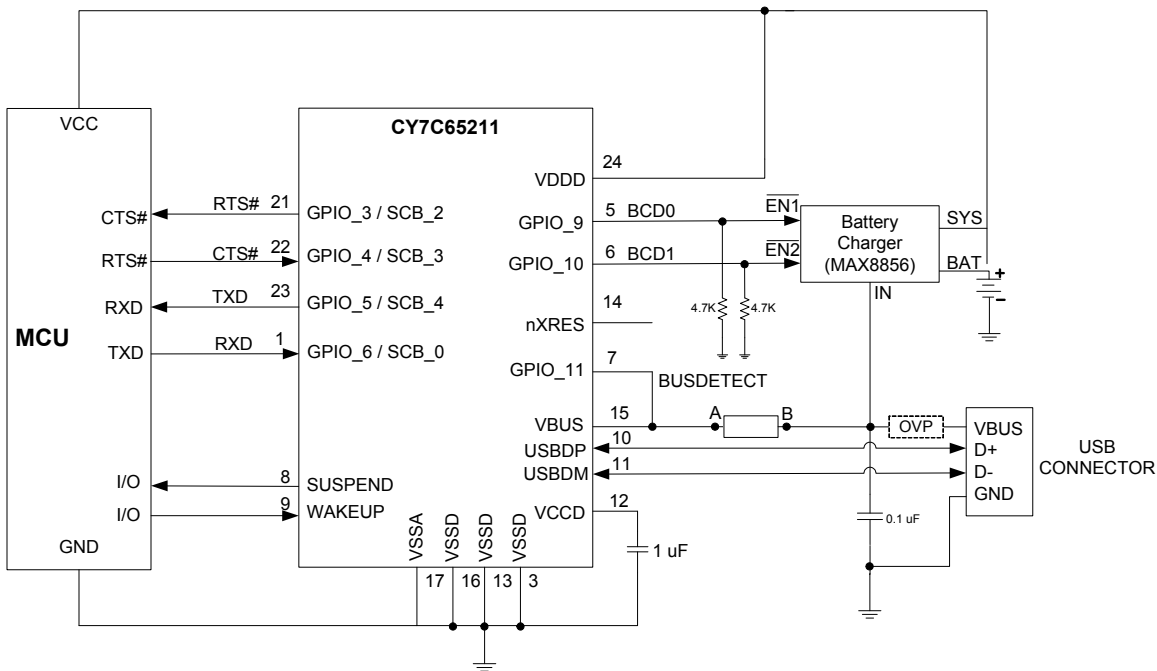 VCC
CTS#
RTS#
RXD
TXD
MCU
I/O
I/O
GND
RTS# 21
CTS# 22
TXD 23
RXD 1
8
9
CY7C65211
GPIO_3 / SCB_2
GPIO_4 / SCB_3
GPIO_5 / SCB_4
GPIO_6 / SCB_0
SUSPEND
WAKEUP
VDDD
GPIO_9
GPIO_10
nXRES
GPIO_11
VBUS
USBDP
USBDM
VCCD
VSSA
VSSD
VSSD
VSSD
17
16
13
3
24
5 BCD0
6 BCD1
14
7
BUSDETECT
15
10
11
12
1 uF
4.7K
4.7K
A
B
EN1
EN2
Battery
Charger
(MAX8856)
SYS
BAT
IN
+
-
OVP
0.1 uF
VBUS
D+
D-
GND
USB
CONNECTOR